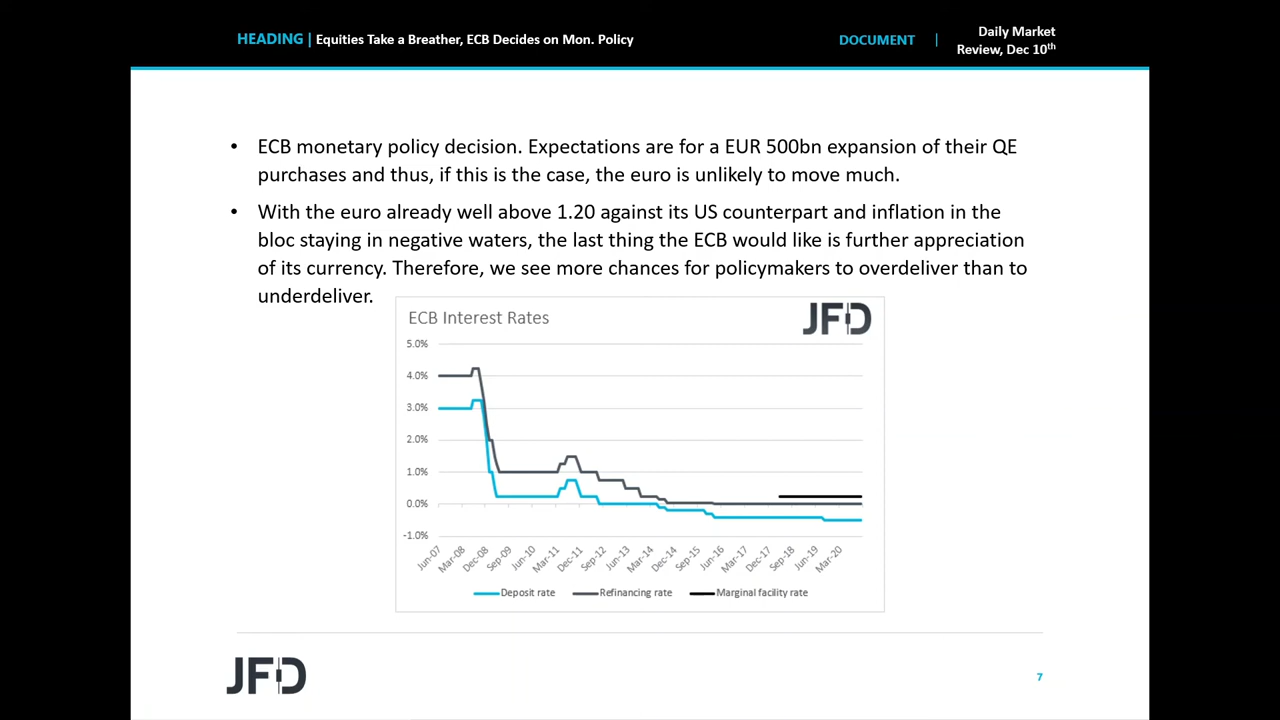 HEADING | Equities Take a Breather, ECB Decides on Mon. Policy
DOCUMENT |
Daily Market
Review, Dec 10th
• ECB monetary policy decision. Expectations are for a EUR 500bn expansion of their QE
purchases and thus, if this is the case, the euro is unlikely to move much.
• With the euro already well above 1.20 against its US counterpart and inflation in the
bloc staying in negative waters, the last thing the ECB would like is further appreciation
of its currency. Therefore, we see more chances for policymakers to overdeliver than to
underdeliver.
ECB Interest Rates
JFD
5.0%
4.0%
3.0%
2.0%
1.0%
0.0%
-1.0%
Jun-07
Mar-08
Dec-08
Sep-09
Jun-10
Mar-11
Dec-11
Sep-12
Jun-13
Mar-14
Dec-14
Sep-15
Jun-16
Mar-17
Dec-17
Sep-18
Jun-19
Mar-20
Deposit rate
Refinancing rate
Marginal facility rate
JFD
7